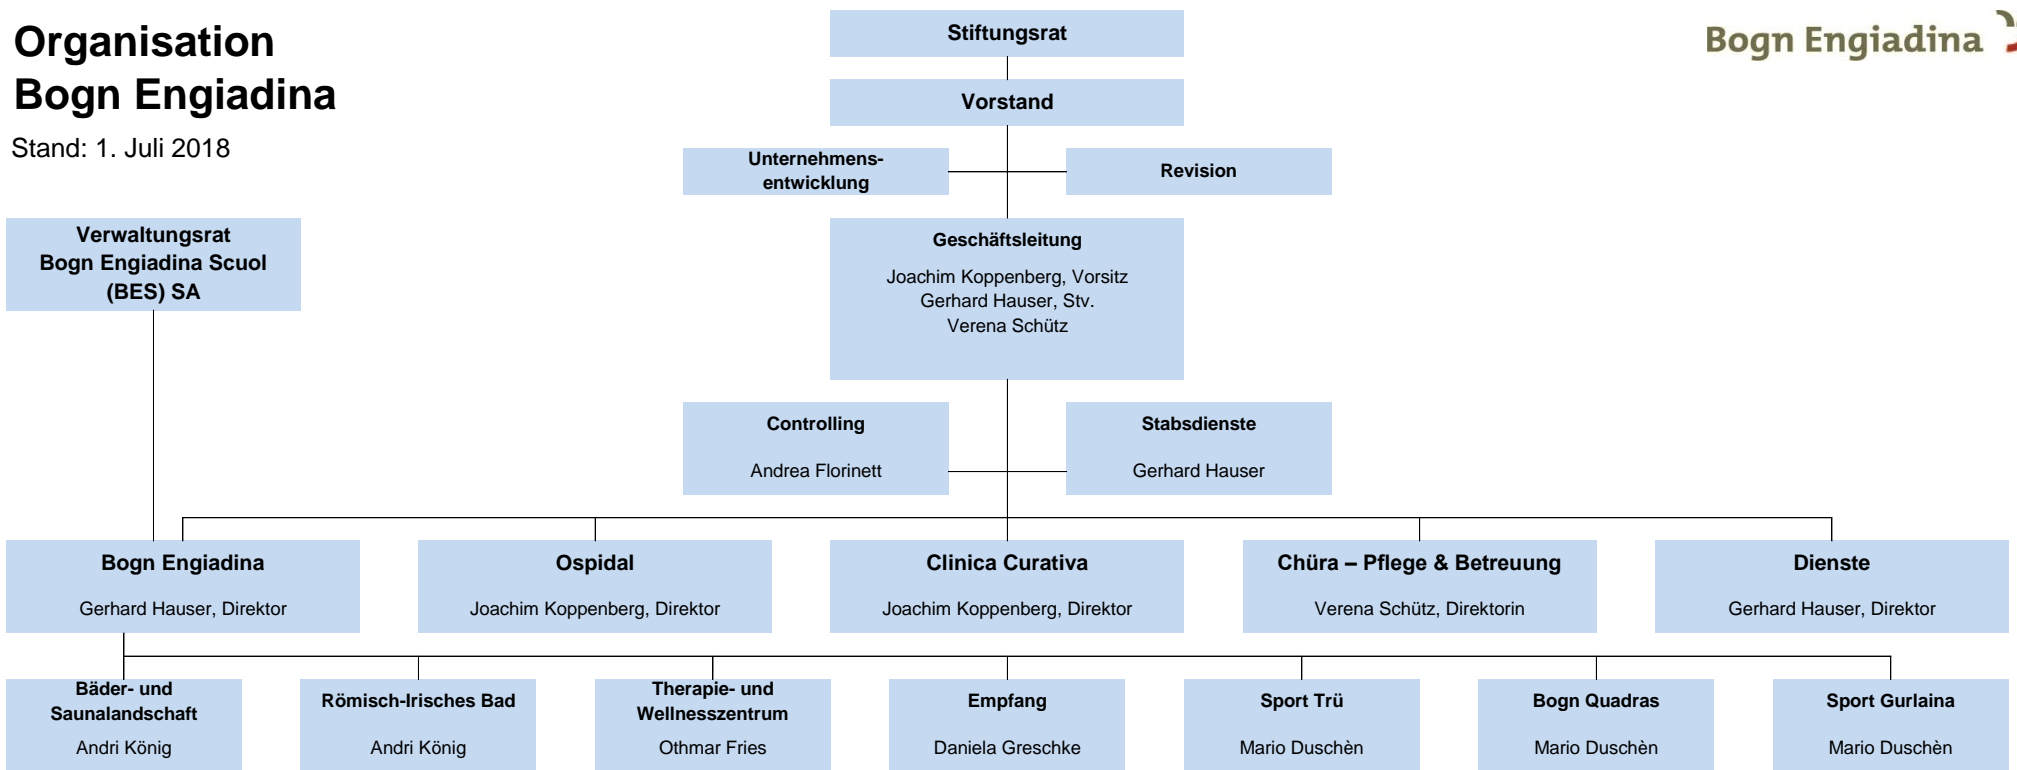 Organisation
Bogn Engiadina
Stand: 1. Juli 2018
Bogn Engiadina
Stiftungsrat
Vorstand
Unternehmens-
entwicklung
Revision
Verwaltungsrat
Bogn Engiadina Scuol
(BES) SA
Geschäftsleitung
Joachim Koppenberg, Vorsitz
Gerhard Hauser, Stv.
Verena Schütz
Controlling
Andrea Florinett
Stabsdienste
Gerhard Hauser
Bogn Engiadina
Gerhard Hauser, Direktor
Ospidal
Joachim Koppenberg, Direktor
Clinica Curativa
Joachim Koppenberg, Direktor
Chüra – Pflege & Betreuung
Verena Schütz, Direktorin
Dienste
Gerhard Hauser, Direktor
Bäder- und
Saunalandschaft
Andri König
Römisch-Irisches Bad
Andri König
Therapie- und
Wellnesszentrum
Othmar Fries
Empfang
Daniela Greschke
Sport Trü
Mario Duschèn
Bogn Quadras
Mario Duschèn
Sport Gurlaina
Mario Duschèn